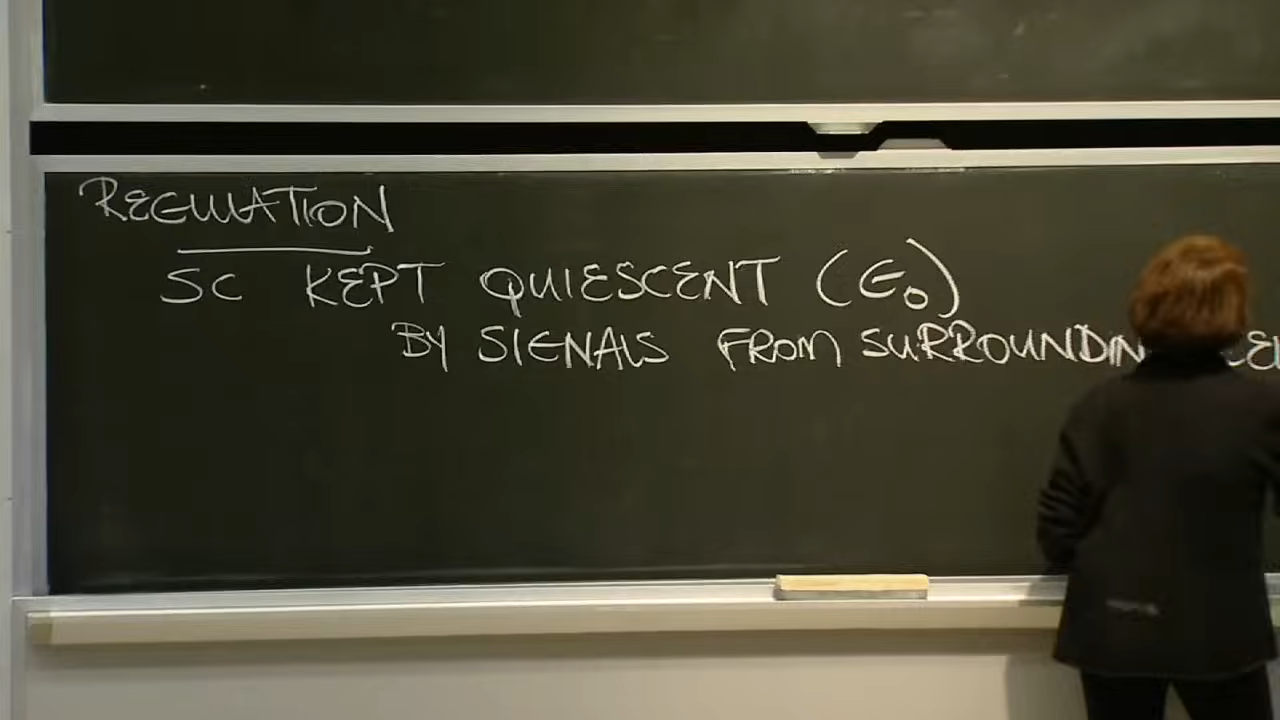 REGULATION
SC KEPT QUIESCENT (G₀)
BY SIGNALS FROM SURROUNDIN